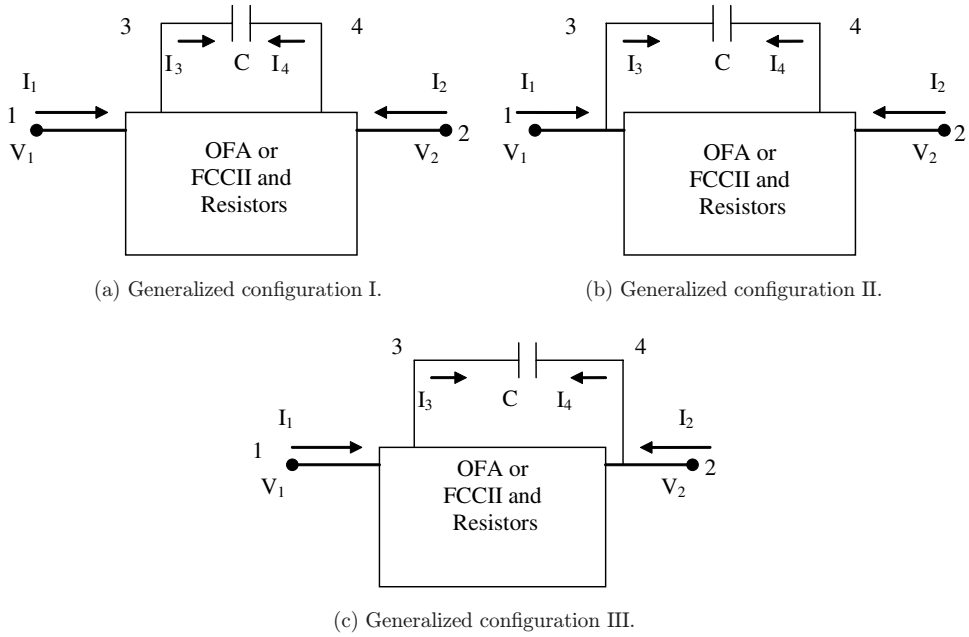 3
4
I₃
C
I₄
I₁
I₂
1
2
V₁
V₂
OFA or
FCCII and
Resistors
(a) Generalized configuration I.
3
4
I₃
C
I₄
I₁
I₂
1
2
V₁
V₂
OFA or
FCCII and
Resistors
(b) Generalized configuration II.
3
4
I₃
C
I₄
I₁
I₂
1
2
V₁
V₂
OFA or
FCCII and
Resistors
(c) Generalized configuration III.